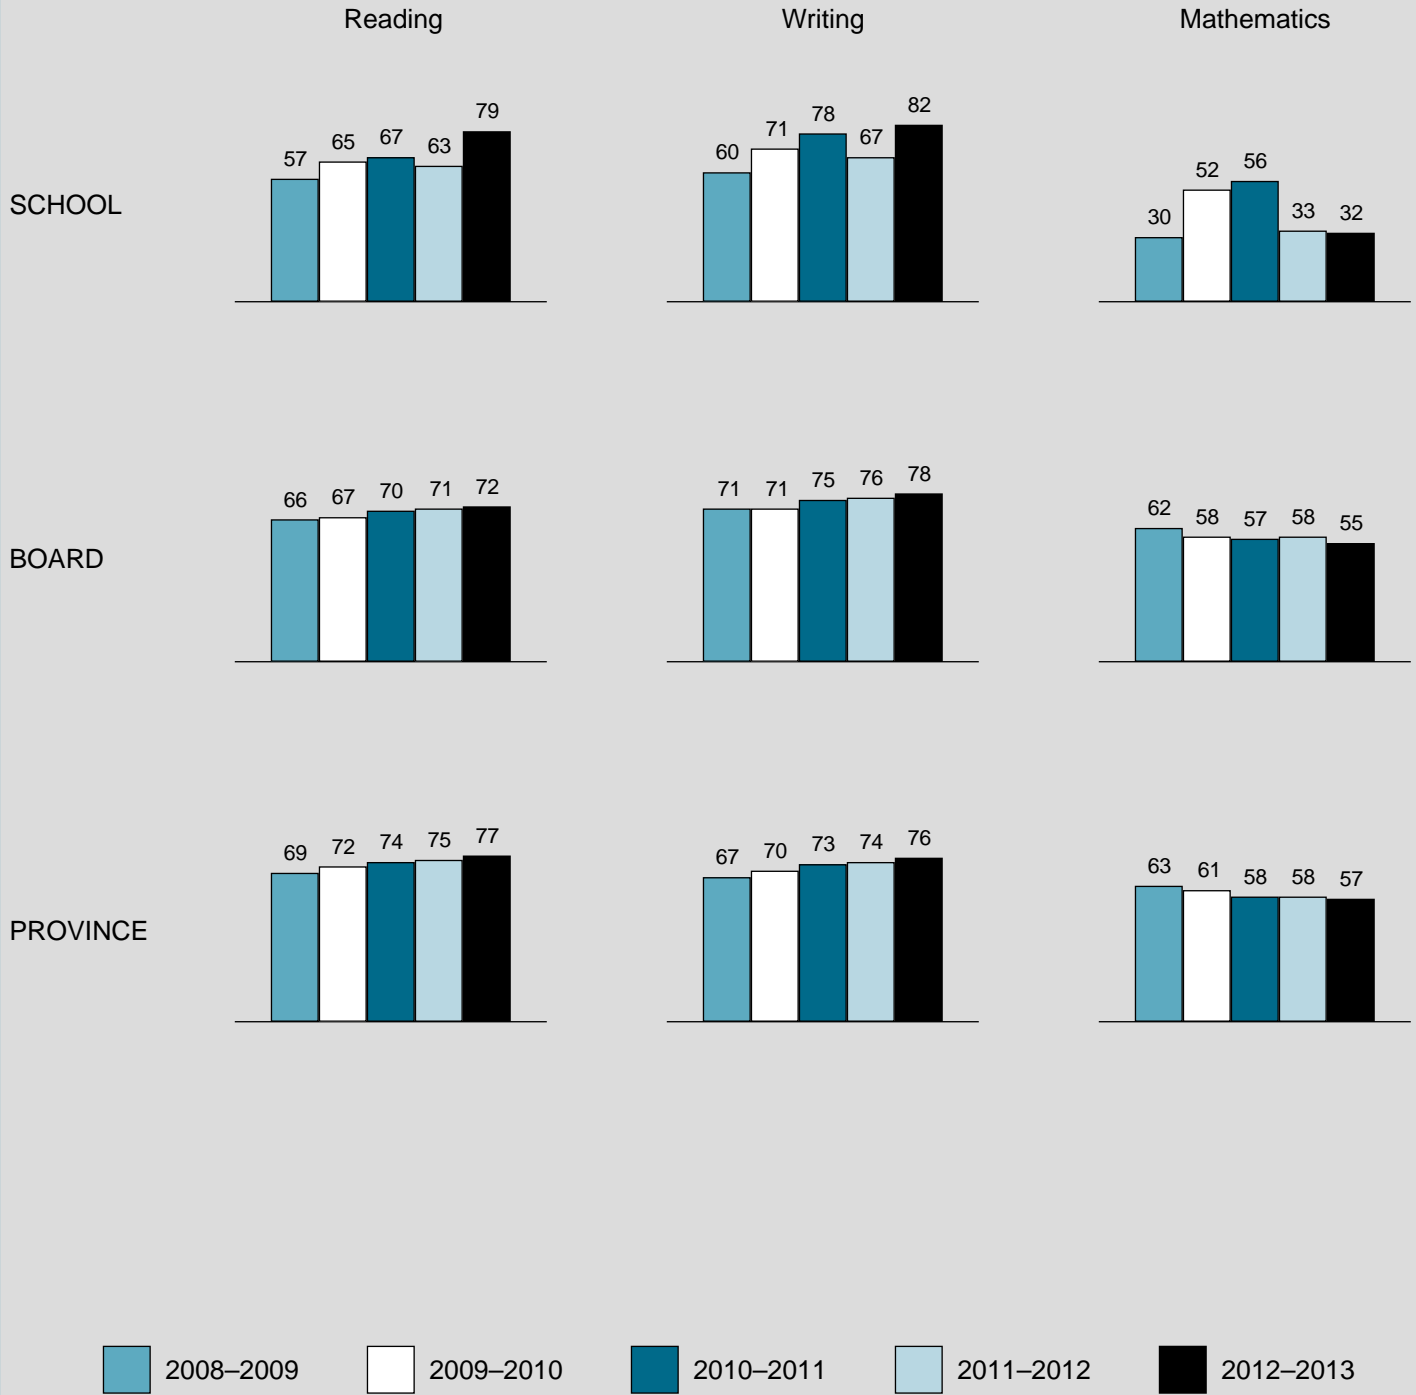 Reading Writing Mathematics
SCHOOL
57 65 67 63 79
60 71 78 67 82
30 52 56 33 32
BOARD
66 67 70 71 72
71 71 75 76 78
62 58 57 58 55
PROVINCE
69 72 74 75 77
67 70 73 74 76
63 61 58 58 57
2008–2009 2009–2010 2010–2011 2011–2012 2012–2013